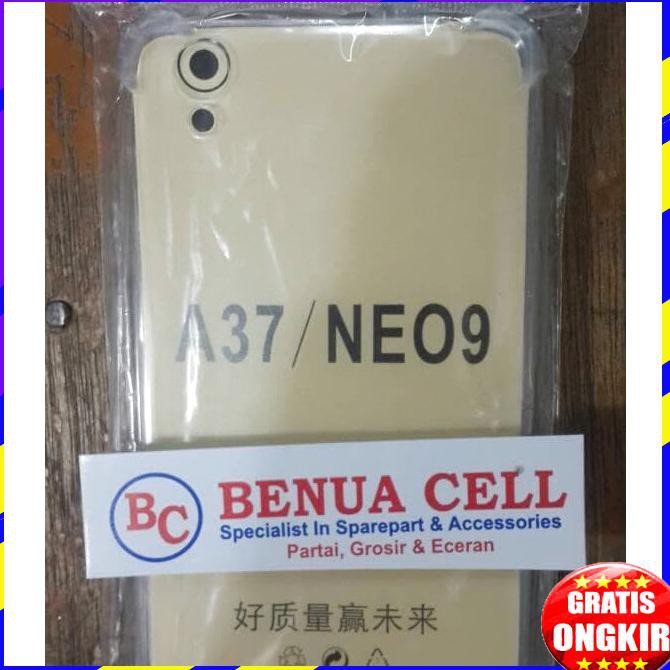 A37/NEO9
BC
BENUA CELL
Specialist In Sparepart & Accessories
Partai, Grosir & Eceran
好质量赢未来
GRATIS
ONGKIR